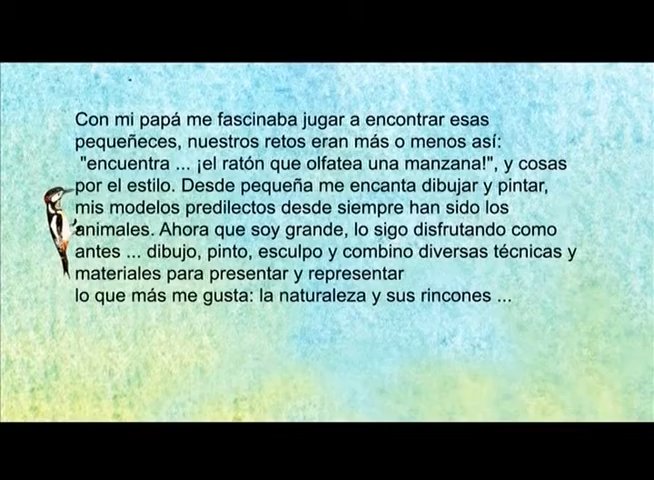 Con mi papá me fascinaba jugar a encontrar esas
pequeñeces, nuestros retos eran más o menos así:
"encuentra ... ¡el ratón que olfatea una manzana!", y cosas
por el estilo. Desde pequeña me encanta dibujar y pintar,
mis modelos predilectos desde siempre han sido los
animales. Ahora que soy grande, lo sigo disfrutando como
antes ... dibujo, pinto, esculpo y combino diversas técnicas y
materiales para presentar y representar
lo que más me gusta: la naturaleza y sus rincones ...